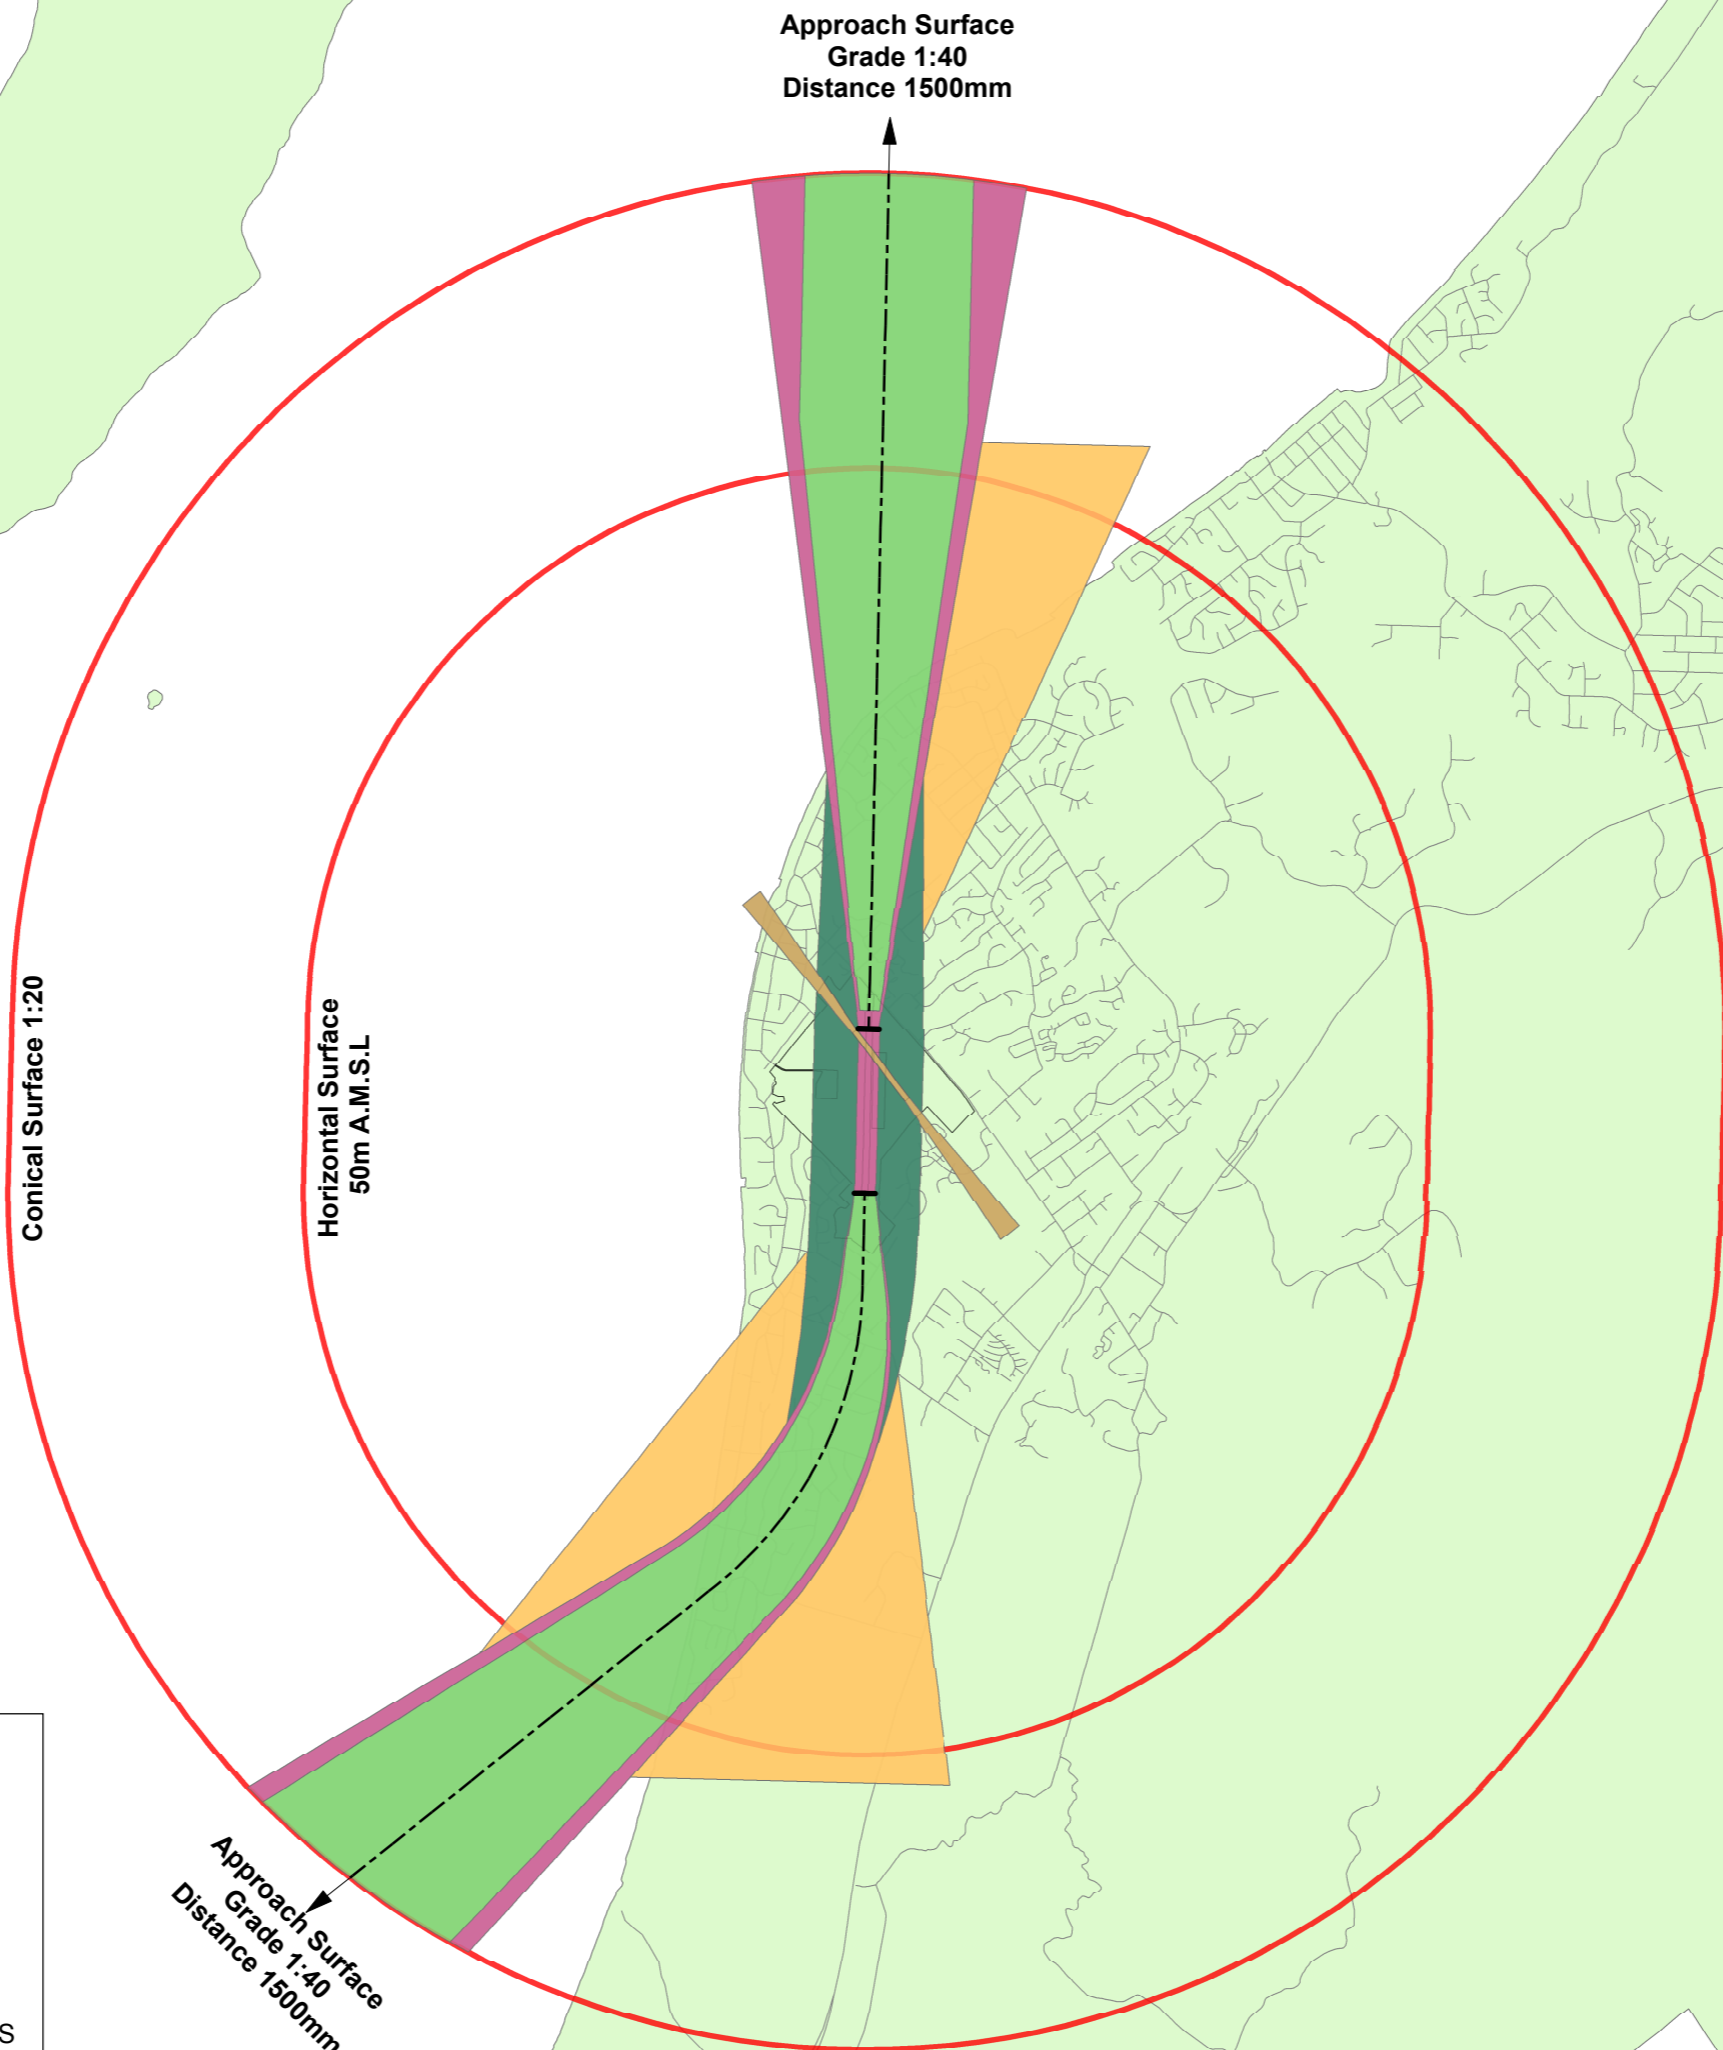 Approach Surface
Grade 1:40
Distance 1500mm
Conical Surface 1:20
Horizontal Surface
50m A.M.S.L
Approach Surface
Grade 1:40
Distance 1500mm
S